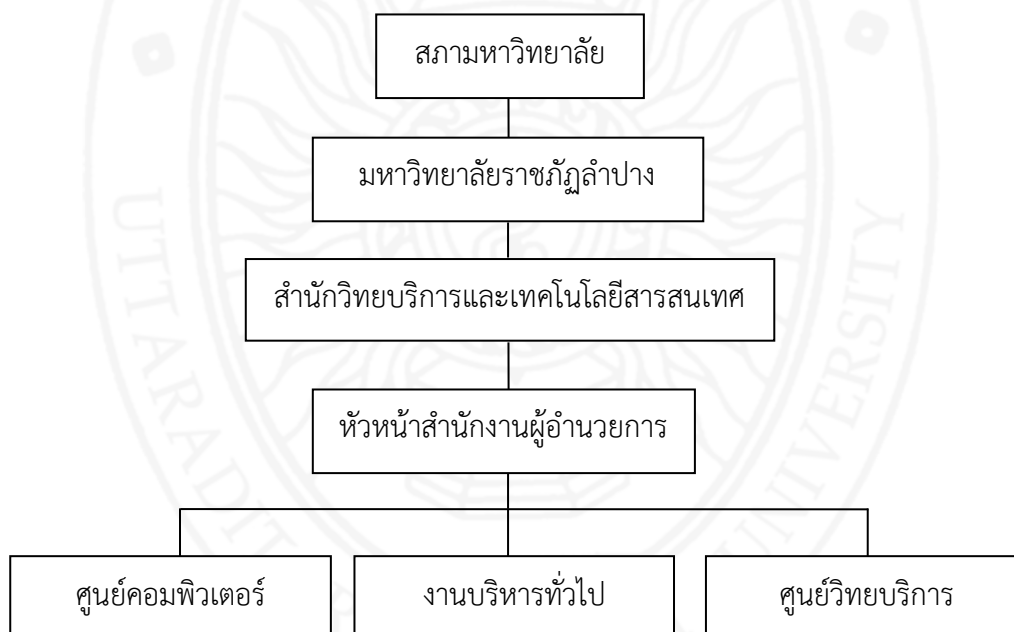 สภามหาวิทยาลัย
มหาวิทยาลัยราชภัฏลำปาง
สำนักวิทยบริการและเทคโนโลยีสารสนเทศ
หัวหน้าสำนักงานผู้อำนวยการ
ศูนย์คอมพิวเตอร์
งานบริหารทั่วไป
ศูนย์วิทยบริการ
UTTARADIT
UNIVERSITY